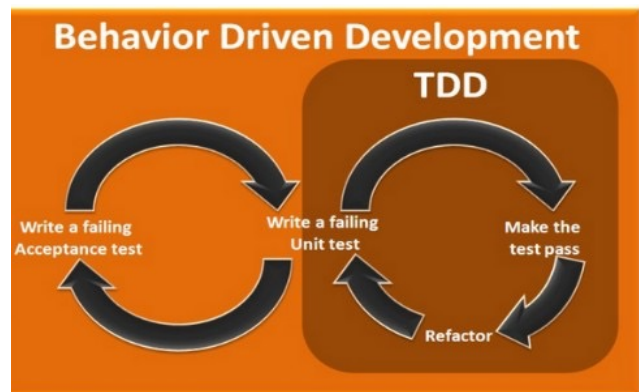 Behavior Driven Development
TDD
Write a failing
Acceptance test
Write a failing
Unit test
Make the
test pass
Refactor